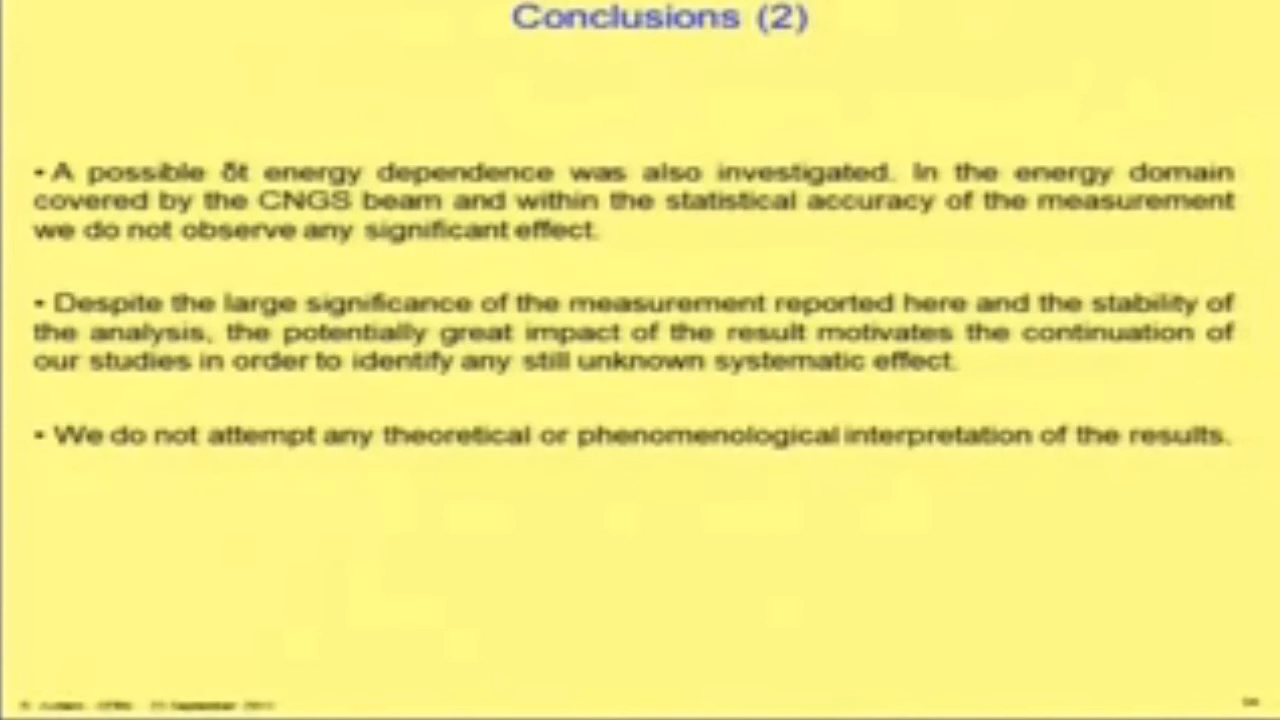 Conclusions (2)
• A possible δt energy dependence was also investigated. In the energy domain
covered by the CNGS beam and within the statistical accuracy of the measurement
we do not observe any significant effect.
• Despite the large significance of the measurement reported here and the stability of
the analysis, the potentially great impact of the result motivates the continuation of
our studies in order to identify any still unknown systematic effect.
• We do not attempt any theoretical or phenomenological interpretation of the results.
September